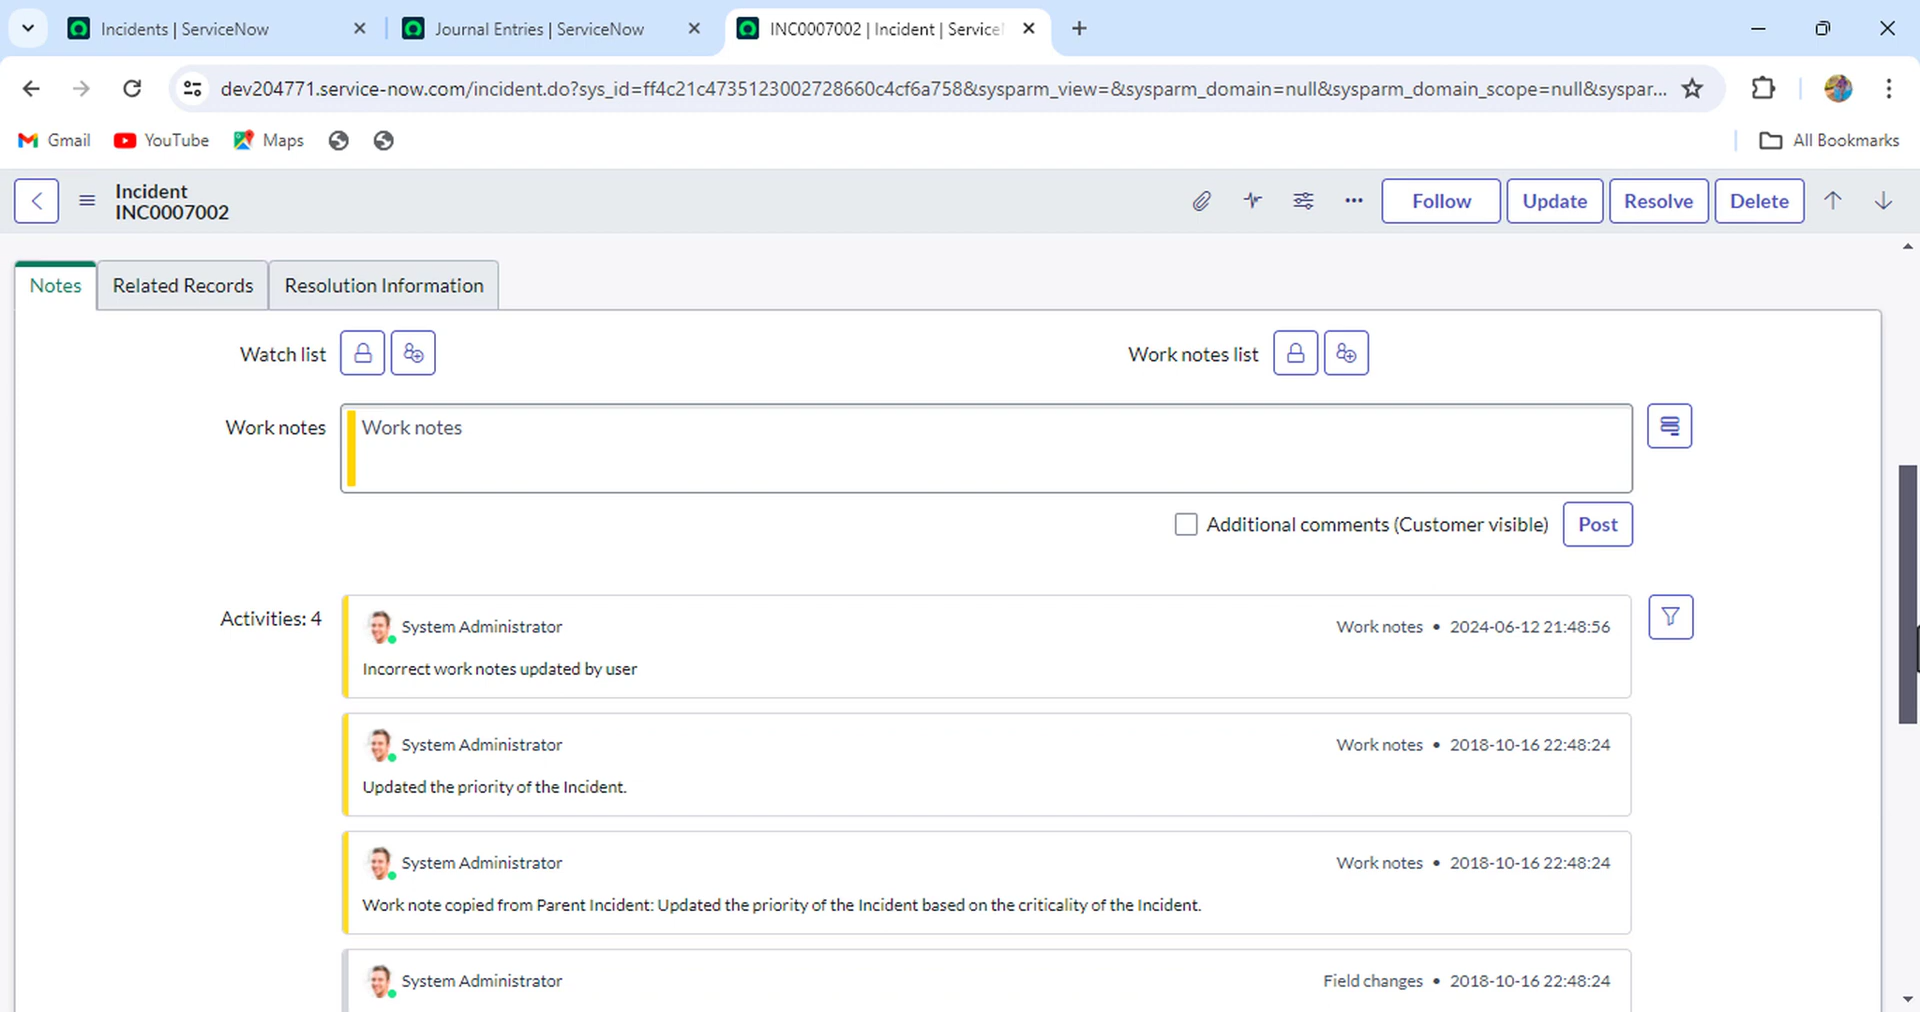 Incidents | ServiceNow
Journal Entries | ServiceNow
INC0007002 | Incident | Service
dev204771.service-now.com/incident.do?sys_id=ff4c21c4735123002728660c4cf6a758&sysparm_view=&sysparm_domain=null&sysparm_domain_scope=null&syspar...
Gmail
YouTube
Maps
All Bookmarks
Incident
INC0007002
Follow
Update
Resolve
Delete
Notes
Related Records
Resolution Information
Watch list
Work notes list
Work notes
Work notes
Additional comments (Customer visible)
Post
Activities: 4
System Administrator
Work notes • 2024-06-12 21:48:56
Incorrect work notes updated by user
System Administrator
Work notes • 2018-10-16 22:48:24
Updated the priority of the Incident.
System Administrator
Work notes • 2018-10-16 22:48:24
Work note copied from Parent Incident: Updated the priority of the Incident based on the criticality of the Incident.
System Administrator
Field changes • 2018-10-16 22:48:24